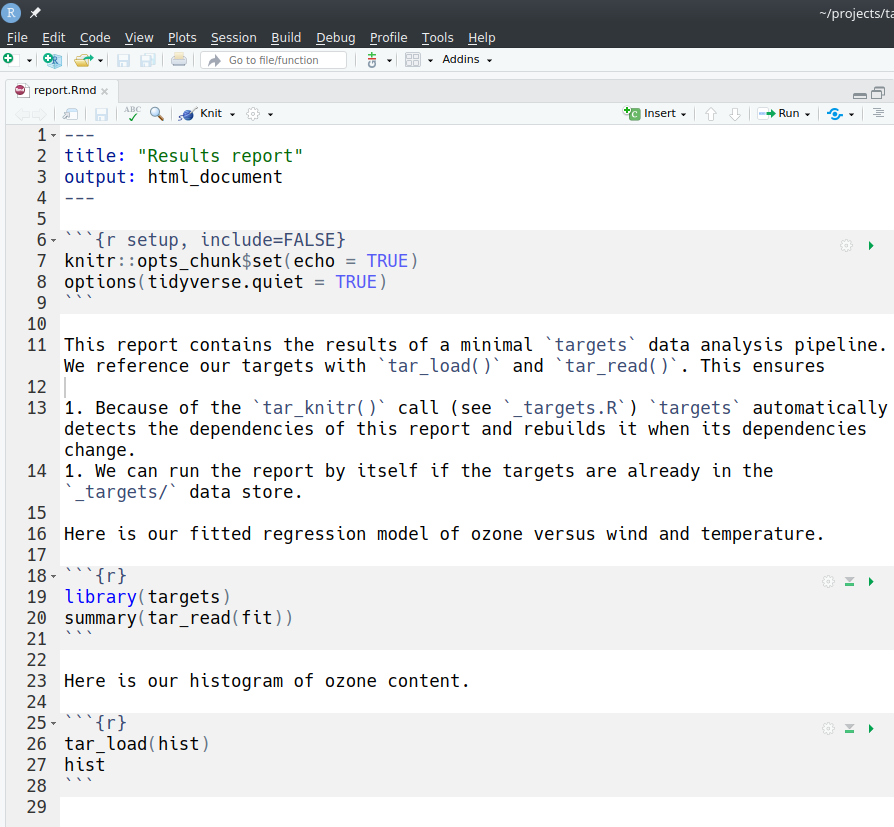 R
~/projects/ta
File Edit Code View Plots Session Build Debug Profile Tools Help
Go to file/function
Addins
report.Rmd
ABC Knit Insert Run
1 ---
2 title: "Results report"
3 output: html_document
4 ---
5
6 ```{r setup, include=FALSE}
7 knitr::opts_chunk$set(echo = TRUE)
8 options(tidyverse.quiet = TRUE)
9 ```
10
11 This report contains the results of a minimal `targets` data analysis pipeline.
We reference our targets with `tar_load()` and `tar_read()`. This ensures
12
13 1. Because of the `tar_knitr()` call (see `_targets.R`) `targets` automatically
detects the dependencies of this report and rebuilds it when its dependencies
change.
14 1. We can run the report by itself if the targets are already in the
`_targets/` data store.
15
16 Here is our fitted regression model of ozone versus wind and temperature.
17
18 ```{r}
19 library(targets)
20 summary(tar_read(fit))
21 ```
22
23 Here is our histogram of ozone content.
24
25 ```{r}
26 tar_load(hist)
27 hist
28 ```
29